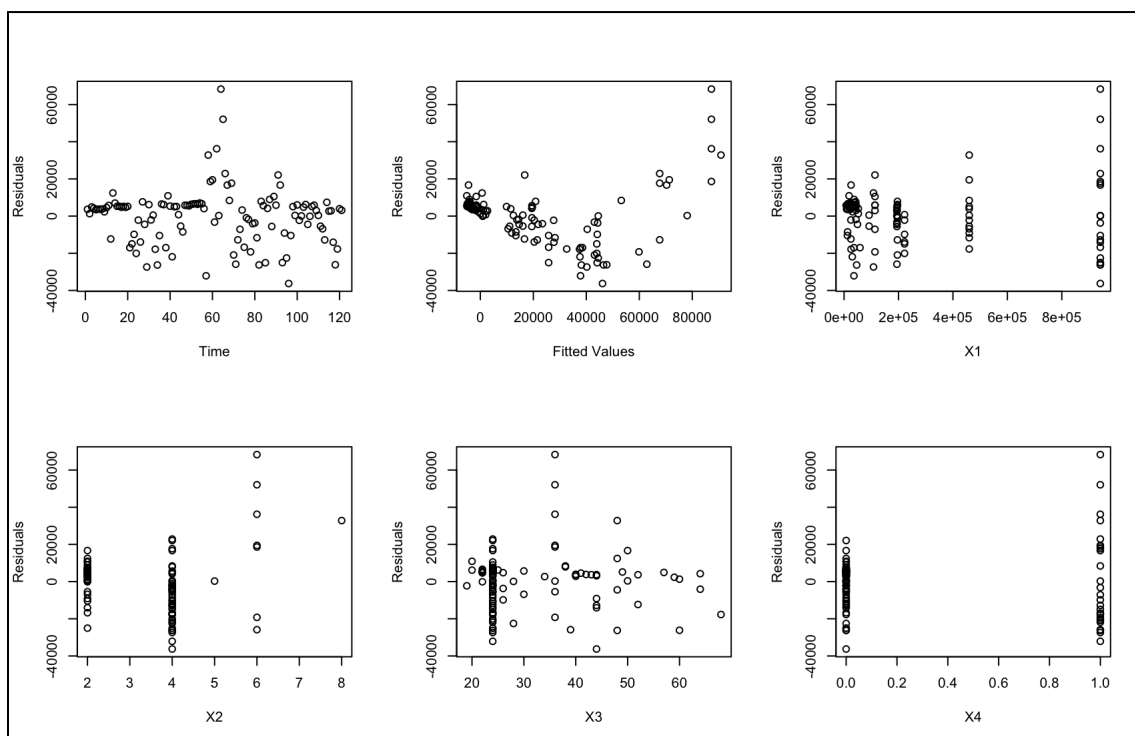 Residuals
-40000 0 20000 60000
0 20 40 60 80 100 120
Time
Residuals
-40000 0 20000 60000
0 20000 40000 60000 80000
Fitted Values
Residuals
-40000 0 20000 60000
0e+00 2e+05 4e+05 6e+05 8e+05
X1
Residuals
-40000 0 20000 60000
2 3 4 5 6 7 8
X2
Residuals
-40000 0 20000 60000
20 30 40 50 60
X3
Residuals
-40000 0 20000 60000
0.0 0.2 0.4 0.6 0.8 1.0
X4